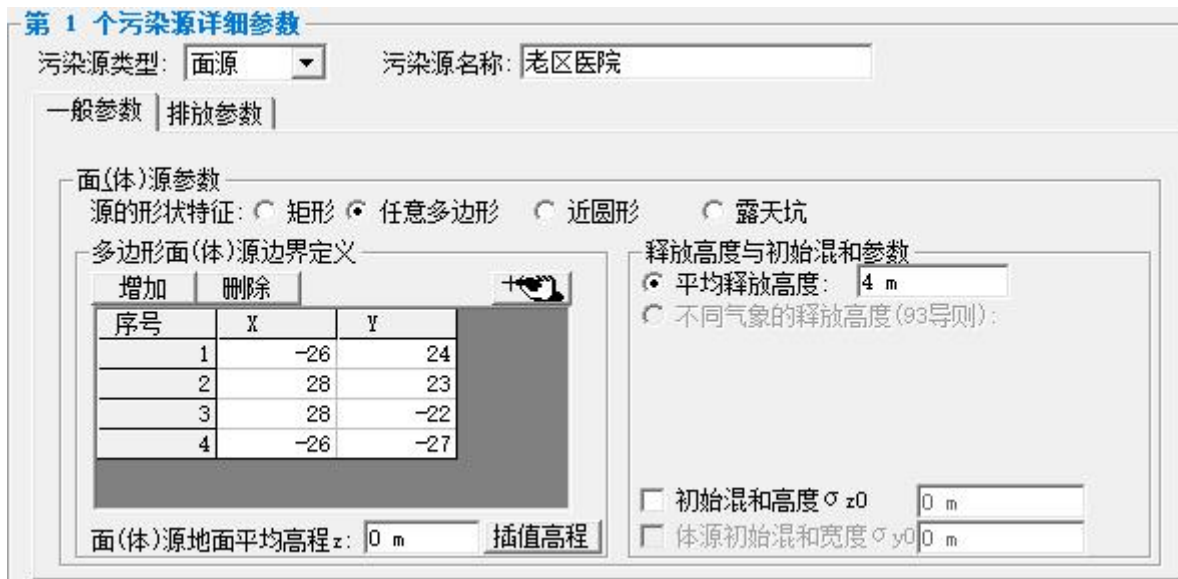 第 1 个污染源详细参数
污染源类型: 面源 污染源名称: 老区医院
一般参数 排放参数
面(体)源参数
源的形状特征: 矩形 任意多边形 近圆形 露天坑
多边形面(体)源边界定义
增加 删除
序号 X Y
1 -26 24
2 28 23
3 28 -22
4 -26 -27
面(体)源地面平均高程z: 0 m 插值高程
释放高度与初始混和参数
平均释放高度: 4 m
不同气象的释放高度(93导则):
初始混和高度σz0 0 m
体源初始混和宽度σy0 0 m